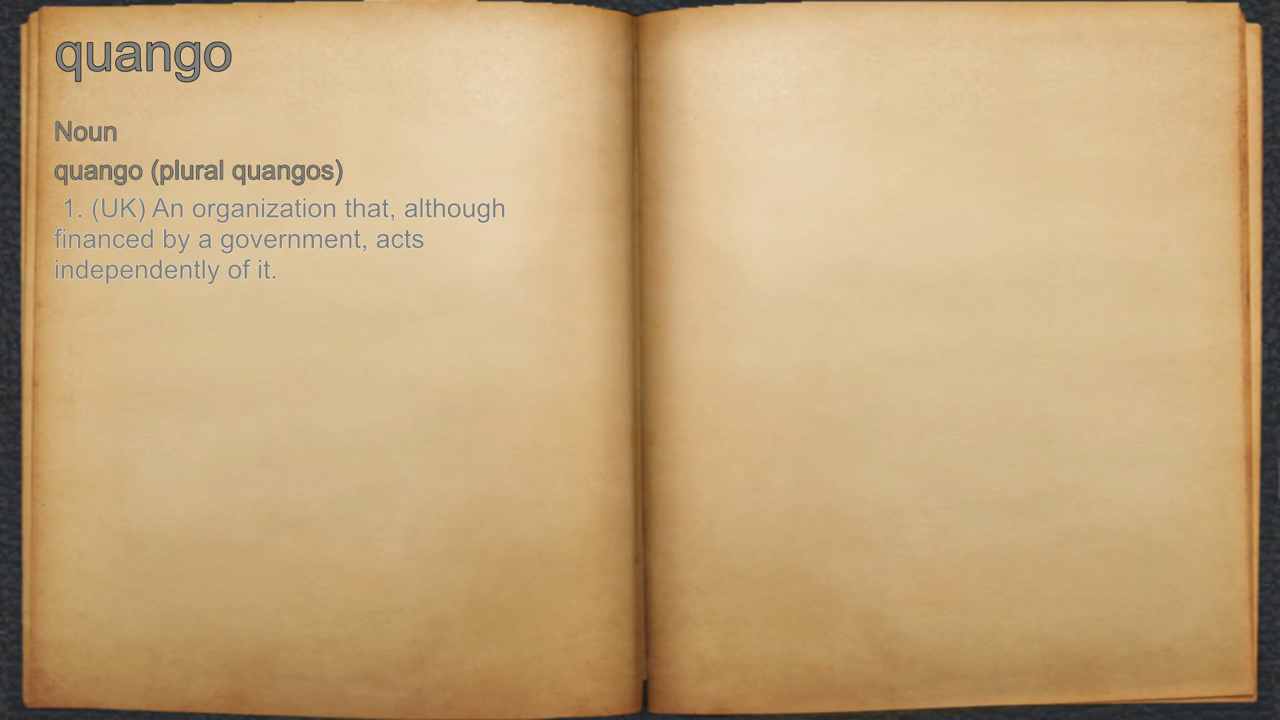 quango
Noun
quango (plural quangos)
1. (UK) An organization that, although
financed by a government, acts
independently of it.